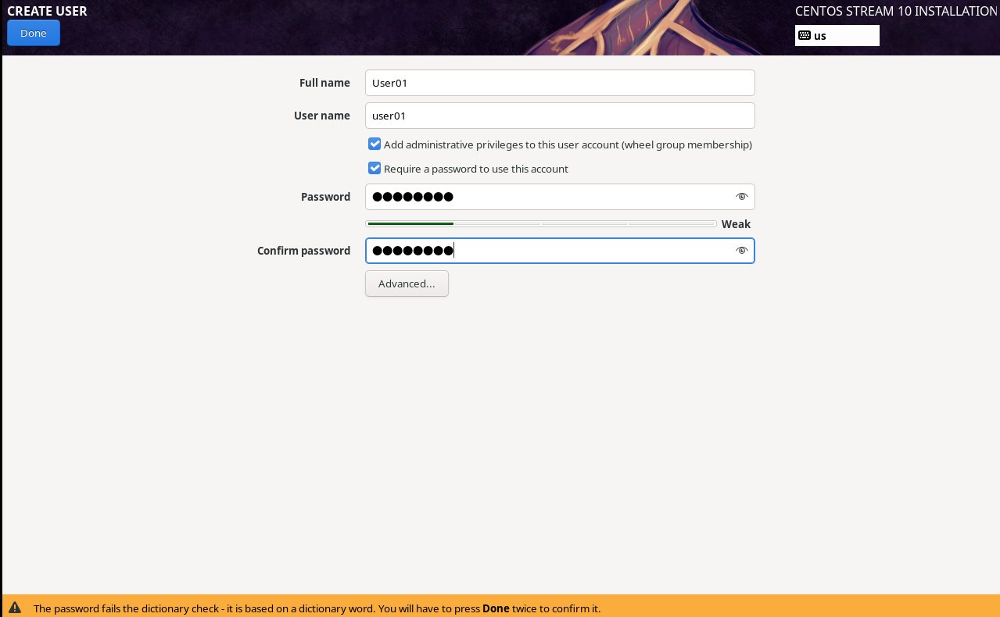 CREATE USER
CENTOS STREAM 10 INSTALLATION
Done
us
Full name
User01
User name
user01
Add administrative privileges to this user account (wheel group membership)
Require a password to use this account
Password
●●●●●●●●
Weak
Confirm password
●●●●●●●●
Advanced...
The password fails the dictionary check - it is based on a dictionary word. You will have to press Done twice to confirm it.